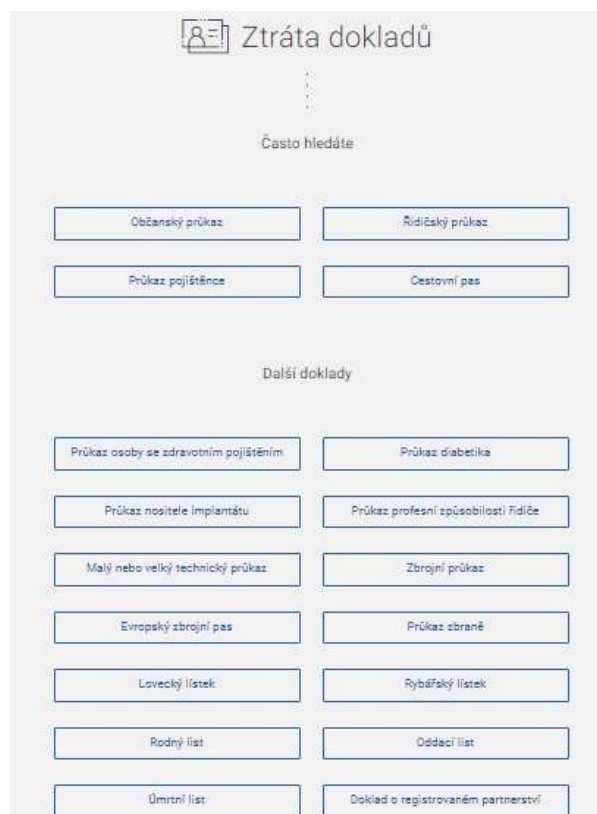 Ztráta dokladů
Často hledáte
Občanský průkaz
Řidičský průkaz
Průkaz pojištěnce
Cestovní pas
Další doklady
Průkaz osoby se zdravotním pojištěním
Průkaz diabetika
Průkaz nositele implantátu
Průkaz profesní způsobilosti řidiče
Malý nebo velký technický průkaz
Zbrojní průkaz
Evropský zbrojní pas
Průkaz zbraně
Lovecký lístek
Rybářský lístek
Rodný list
Oddací list
Úmrtní list
Doklad o registrovaném partnerství